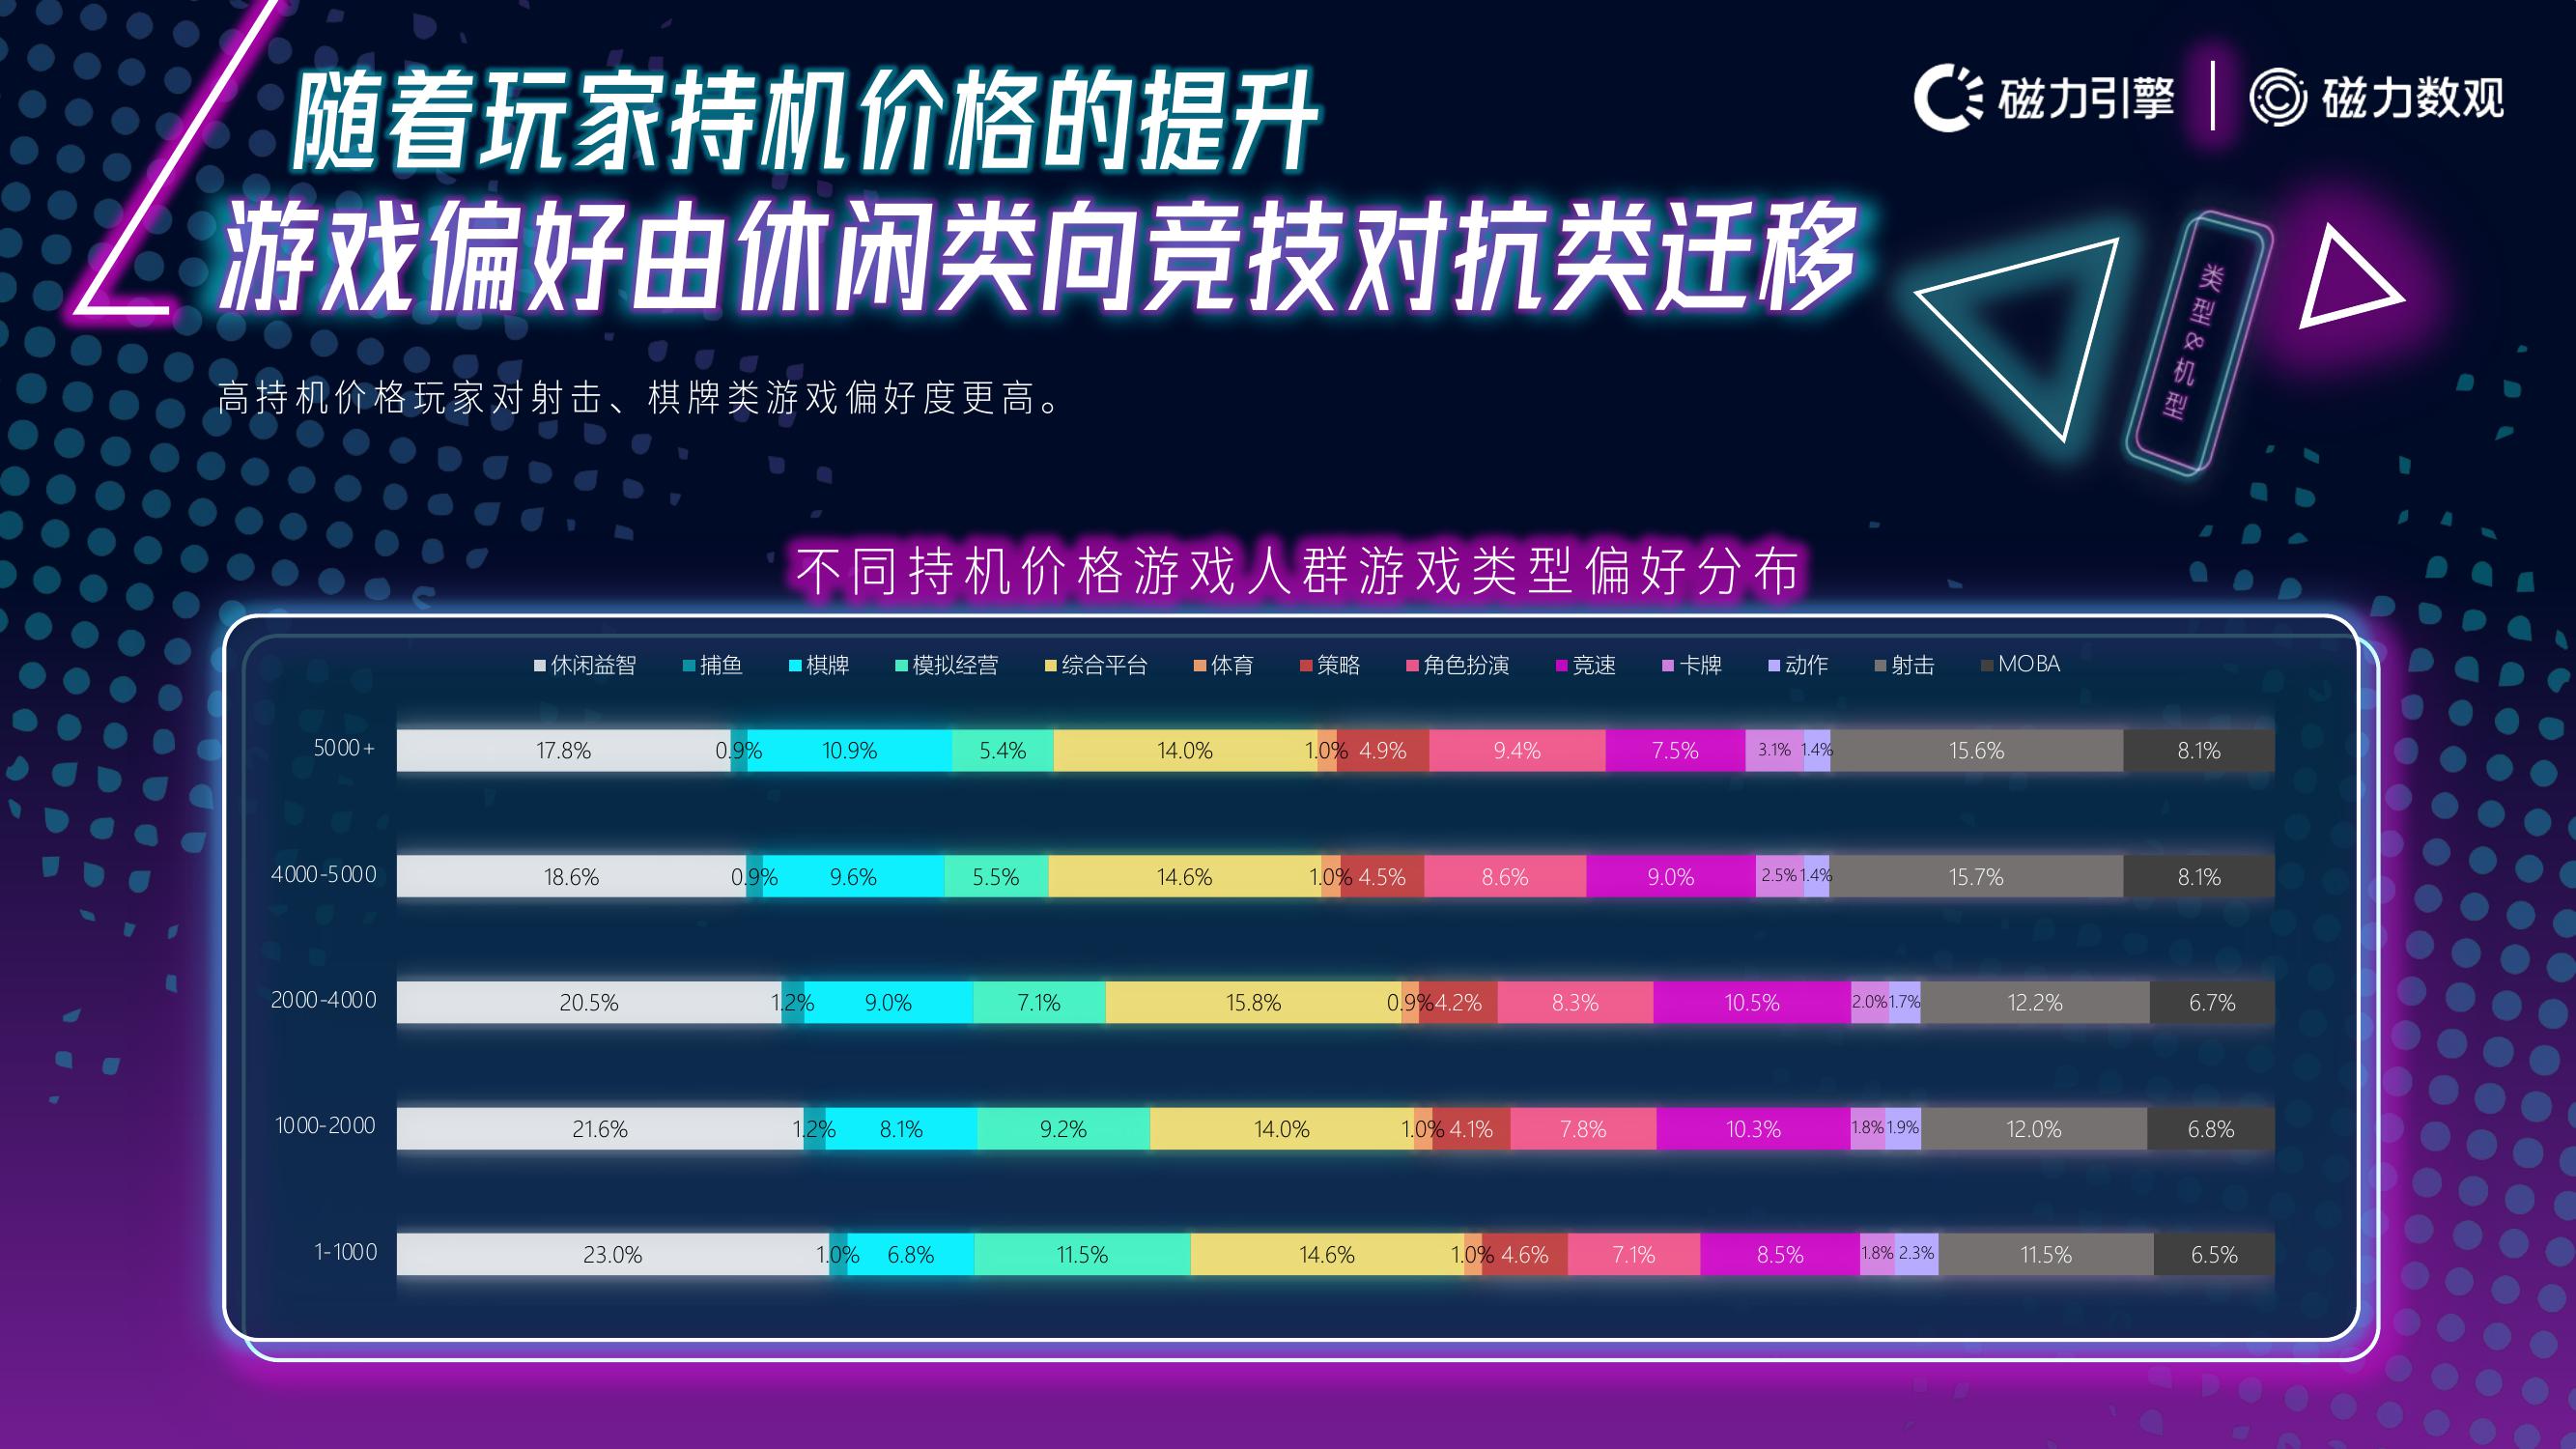 随着玩家持机价格的提升
磁力引擎 磁力数观
游戏偏好由休闲类向竞技对抗类迁移
类型&机型
高持机价格玩家对射击、棋牌类游戏偏好度更高。
不同持机价格游戏人群游戏类型偏好分布
休闲益智 捕鱼 棋牌 模拟经营 综合平台 体育 策略 角色扮演 竞速 卡牌 动作 射击 MOBA
5000+ 17.8% 0.9% 10.9% 5.4% 14.0% 1.0% 4.9% 9.4% 7.5% 3.1% 1.4% 15.6% 8.1%
4000-5000 18.6% 0.9% 9.6% 5.5% 14.6% 1.0% 4.5% 8.6% 9.0% 2.5% 1.4% 15.7% 8.1%
2000-4000 20.5% 1.2% 9.0% 7.1% 15.8% 0.9% 4.2% 8.3% 10.5% 2.0% 1.7% 12.2% 6.7%
1000-2000 21.6% 1.2% 8.1% 9.2% 14.0% 1.0% 4.1% 7.8% 10.3% 1.8% 1.9% 12.0% 6.8%
1-1000 23.0% 1.0% 6.8% 11.5% 14.6% 1.0% 4.6% 7.1% 8.5% 1.8% 2.3% 11.5% 6.5%